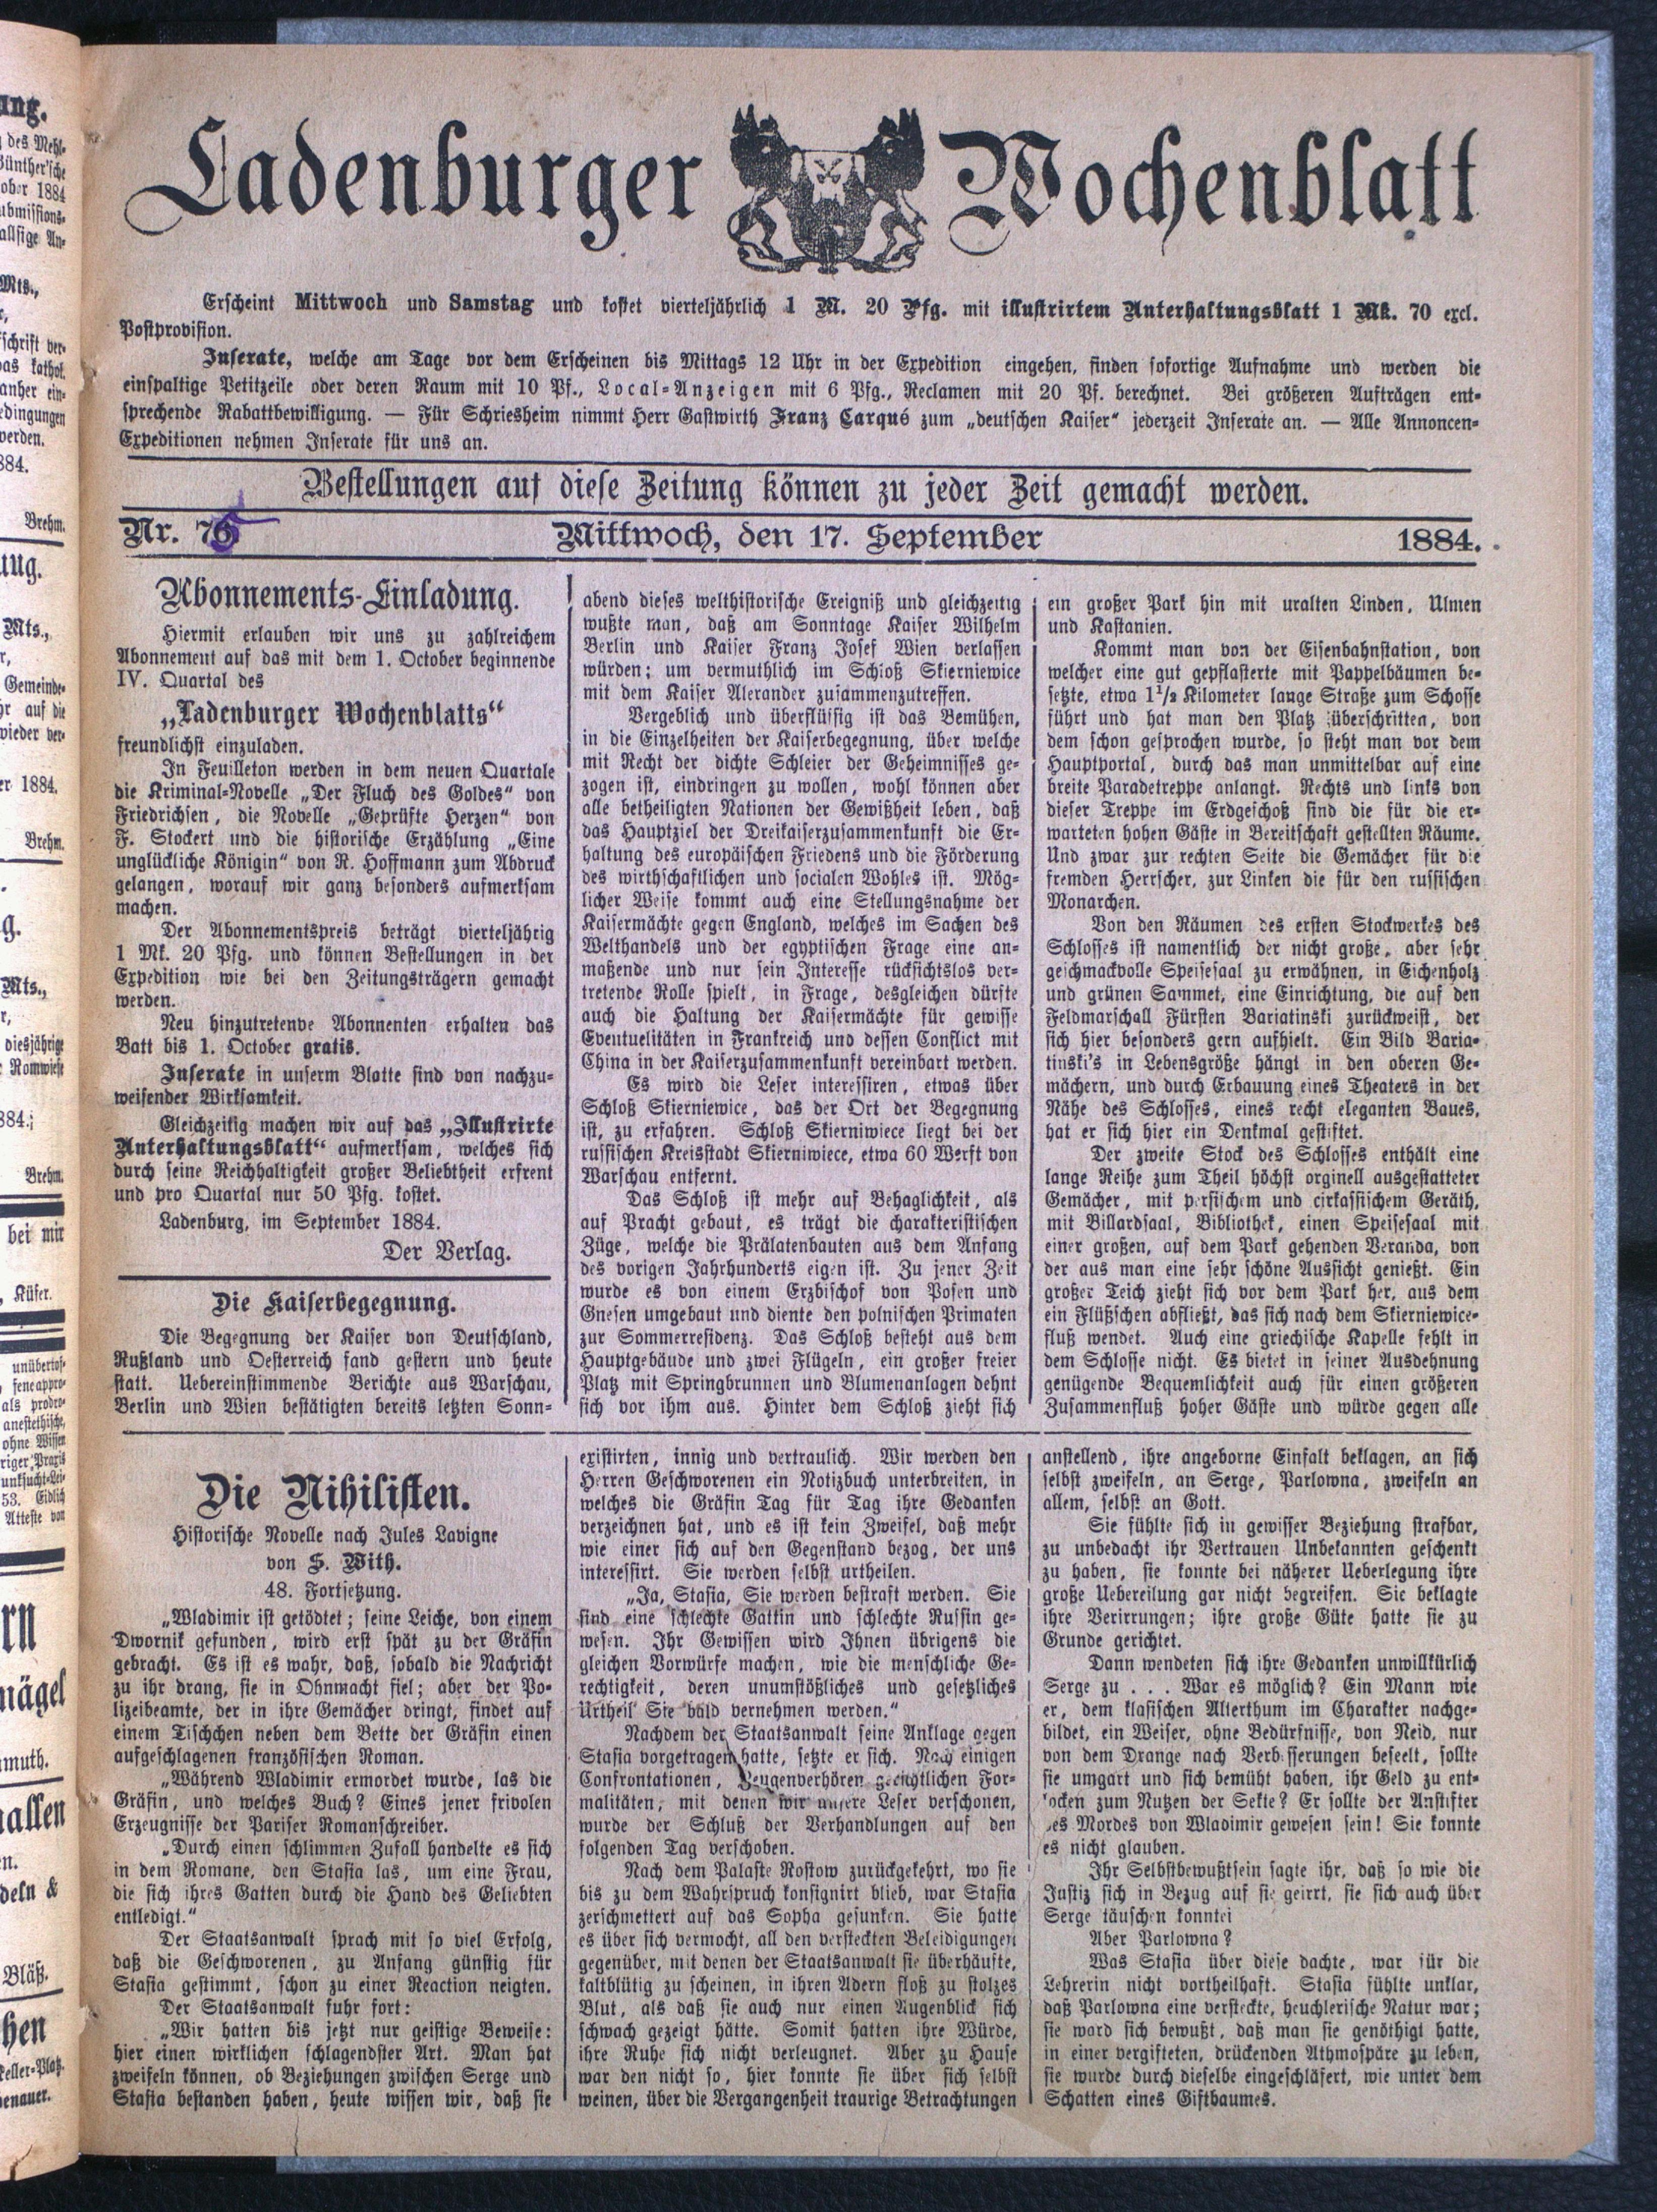 Ladenburger Wochenblatt
Erscheint Mittwoch und Samstag und kostet vierteljährlich 1 M. 20 Pfg. mit illustrirtem Unterhaltungsblatt 1 Mk. 70 excl.
Postprovision.
Inserate, welche am Tage vor dem Erscheinen bis Mittags 12 Uhr in der Expedition eingehen, finden sofortige Aufnahme und werden die
einspaltige Petitzeile oder deren Raum mit 10 Pf., Local-Anzeigen mit 6 Pfg., Reclamen mit 20 Pf. berechnet. Bei größeren Aufträgen ent-
sprechende Rabattbewilligung. — Für Schriesheim nimmt Herr Gastwirth Franz Carqué zum „deutschen Kaiser“ jederzeit Inserate an. — Alle Annoncen-
Expeditionen nehmen Inserate für uns an.
Bestellungen auf diese Zeitung können zu jeder Zeit gemacht werden.
Nr. 75
Mittwoch, den 17. September
1884.
Abonnements-Einladung.
Hiermit erlauben wir uns zu zahlreichem
Abonnement auf das mit dem 1. October beginnende
IV. Quartal des
„Ladenburger Wochenblatts“
freundlichst einzuladen.
In Feuilleton werden in dem neuen Quartale
die Kriminal-Novelle „Der Fluch des Goldes“ von
Friedrichsen, die Novelle „Geprüfte Herzen“ von
F. Stockert und die historische Erzählung „Eine
unglückliche Königin“ von R. Hoffmann zum Abdruck
gelangen, worauf wir ganz besonders aufmerksam
machen.
Der Abonnementspreis beträgt vierteljährig
1 Mk. 20 Pfg. und können Bestellungen in der
Expedition wie bei den Zeitungsträgern gemacht
werden.
Neu hinzutretende Abonnenten erhalten das
Batt bis 1. October gratis.
Inserate in unserm Blatte sind von nachzu-
weisender Wirksamkeit.
Gleichzeitig machen wir auf das „Illustrirte
Unterhaltungsblatt“ aufmerksam, welches sich
durch seine Reichhaltigkeit großer Beliebtheit erfrent
und pro Quartal nur 50 Pfg. kostet.
Ladenburg, im September 1884.
Der Verlag.
Die Kaiserbegegnung.
Die Begegnung der Kaiser von Deutschland,
Rußland und Oesterreich fand gestern und heute
statt. Uebereinstimmende Berichte aus Warschau,
Berlin und Wien bestätigten bereits letzten Sonn-
abend dieses welthistorische Ereigniß und gleichzeitig
wußte man, daß am Sonntage Kaiser Wilhelm
Berlin und Kaiser Franz Josef Wien verlassen
würden; um vermuthlich im Schloß Skierniewice
mit dem Kaiser Alexander zusammenzutreffen.
Vergeblich und überflüssig ist das Bemühen,
in die Einzelheiten der Kaiserbegegnung, über welche
mit Recht der dichte Schleier der Geheimnisses ge-
zogen ist, eindringen zu wollen, wohl können aber
alle betheiligten Nationen der Gewißheit leben, daß
das Hauptziel der Dreikaiserzusammenkunft die Er-
haltung des europäischen Friedens und die Förderung
des wirthschaftlichen und socialen Wohles ist. Mög-
licher Weise kommt auch eine Stellungsnahme der
Kaisermächte gegen England, welches im Sachen des
Welthandels und der egyptischen Frage eine an-
maßende und nur sein Interesse rücksichtslos ver-
tretende Rolle spielt, in Frage, desgleichen dürfte
auch die Haltung der Kaisermächte für gewisse
Eventuelitäten in Frankreich und dessen Conflict mit
China in der Kaiserzusammenkunft vereinbart werden.
Es wird die Leser interessiren, etwas über
Schloß Skierniewice, das der Ort der Begegnung
ist, zu erfahren. Schloß Skierniwiece liegt bei der
russischen Kreisstadt Skierniwiece, etwa 60 Werft von
Warschau entfernt.
Das Schloß ist mehr auf Behaglichkeit, als
auf Pracht gebaut, es trägt die charakteristischen
Züge, welche die Prälatenbauten aus dem Anfang
des vorigen Jahrhunderts eigen ist. Zu jener Zeit
wurde es von einem Erzbischof von Posen und
Gnesen umgebaut und diente den polnischen Primaten
zur Sommerresidenz. Das Schloß besteht aus dem
Hauptgebäude und zwei Flügeln, ein großer freier
Platz mit Springbrunnen und Blumenanlagen dehnt
sich vor ihm aus. Hinter dem Schloß zieht sich
ein großer Park hin mit uralten Linden, Ulmen
und Kastanien.
Kommt man von der Eisenbahnstation, von
welcher eine gut gepflasterte mit Pappelbäumen be-
setzte, etwa 1½ Kilometer lange Straße zum Schosse
führt und hat man den Platz überschritten, von
dem schon gesprochen wurde, so steht man vor dem
Hauptportal, durch das man unmittelbar auf eine
breite Paradetreppe anlangt. Rechts und links von
dieser Treppe im Erdgeschoß sind die für die er-
warteten hohen Gäste in Bereitschaft gestellten Räume.
Und zwar zur rechten Seite die Gemächer für die
fremden Herrscher, zur Linken die für den russischen
Monarchen.
Von den Räumen des ersten Stockwerkes des
Schlosses ist namentlich der nicht große, aber sehr
geschmackvolle Speisesaal zu erwähnen, in Eichenholz
und grünen Sammet, eine Einrichtung, die auf den
Feldmarschall Fürsten Bariatinski zurückweist, der
sich hier besonders gern aufhielt. Ein Bild Baria-
tinski's in Lebensgröße hängt in den oberen Ge-
mächern, und durch Erbauung eines Theaters in der
Nähe des Schlosses, eines recht eleganten Baues,
hat er sich hier ein Denkmal gestiftet.
Der zweite Stock des Schlosses enthält eine
lange Reihe zum Theil höchst orginell ausgestatteter
Gemächer, mit persischem und cirkassischem Geräth,
mit Billardsaal, Bibliothek, einen Speisesaal mit
einer großen, auf dem Park gehenden Veranda, von
der aus man eine sehr schöne Aussicht genießt. Ein
großer Teich zieht sich vor dem Park her, aus dem
ein Flüßschen abfließt, das sich nach dem Skierniewice-
fluß wendet. Auch eine griechische Kapelle fehlt in
dem Schlosse nicht. Es bietet in seiner Ausdehnung
genügende Bequemlichkeit auch für einen größeren
Zusammenfluß hoher Gäste und würde gegen alle
Die Nihilisten.
Historische Novelle nach Jules Lavigne
von S. With.
48. Fortsetzung.
„Wladimir ist getödtet; seine Leiche, von einem
Dwornik gefunden, wird erst spät zu der Gräfin
gebracht. Es ist es wahr, daß, sobald die Nachricht
zu ihr drang, sie in Ohnmacht fiel; aber der Po-
lizeibeamte, der in ihre Gemächer dringt, findet auf
einem Tischchen neben dem Bette der Gräfin einen
aufgeschlagenen französischen Roman.
„Während Wladimir ermordet wurde, las die
Gräfin, und welches Buch? Eines jener frivolen
Erzeugnisse der Pariser Romanschreiber.
„Durch einen schlimmen Zufall handelte es sich
in dem Romane, den Stasia las, um eine Frau,
die sich ihres Gatten durch die Hand des Geliebten
entledigt.“
Der Staatsanwalt sprach mit so viel Erfolg,
daß die Geschworenen, zu Anfang günstig für
Stasia gestimmt, schon zu einer Reaction neigten.
Der Staatsanwalt fuhr fort:
„Wir hatten bis jetzt nur geistige Beweise:
hier einen wirklichen schlagendster Art. Man hat
zweifeln können, ob Beziehungen zwischen Serge und
Stasia bestanden haben, heute wissen wir, daß sie
existirten, innig und vertraulich. Wir werden den
Herren Geschworenen ein Notizbuch unterbreiten, in
welches die Gräfin Tag für Tag ihre Gedanken
verzeichnen hat, und es ist kein Zweifel, daß mehr
wie einer sich auf den Gegenstand bezog, der uns
interessirt. Sie werden selbst urtheilen.
„Ja, Stasia, Sie werden bestraft werden. Sie
sind eine schlechte Gattin und schlechte Russin ge-
wesen. Ihr Gewissen wird Ihnen übrigens die
gleichen Vorwürfe machen, wie die menschliche Ge-
rechtigkeit, deren unumstößliches und gesetzliches
Urtheil Sie bald vernehmen werden.“
Nachdem der Staatsanwalt seine Anklage gegen
Stasia vorgetragen hatte, setzte er sich. Nach einigen
Confrontationen, Zeugenverhören gerichtlichen For-
malitäten, mit denen wir unsere Leser verschonen,
wurde der Schluß der Verhandlungen auf den
folgenden Tag verschoben.
Nach dem Palaste Rostow zurückgekehrt, wo sie
bis zu dem Wahrspruch konsignirt blieb, war Stasia
zerschmettert auf das Sopha gesunken. Sie hatte
es über sich vermocht, all den versteckten Beleidigungen
gegenüber, mit denen der Staatsanwalt sie überhäufte,
kaltblütig zu scheinen, in ihren Adern floß zu stolzes
Blut, als daß sie auch nur einen Augenblick sich
schwach gezeigt hätte. Somit hatten ihre Würde,
ihre Ruhe sich nicht verleugnet. Aber zu Hause
war den nicht so, hier konnte sie über sich selbst
weinen, über die Vergangenheit traurige Betrachtungen
anstellend, ihre angeborne Einfalt beklagen, an sich
selbst zweifeln, an Serge, Parlowna, zweifeln an
allem, selbst an Gott.
Sie fühlte sich in gewisser Beziehung strafbar,
zu unbedacht ihr Vertrauen Unbekannten geschenkt
zu haben, sie konnte bei näherer Ueberlegung ihre
große Uebereilung gar nicht begreifen. Sie beklagte
ihre Verirrungen; ihre große Güte hatte sie zu
Grunde gerichtet.
Dann wendeten sich ihre Gedanken unwillkürlich
Serge zu . . . War es möglich? Ein Mann wie
er, dem klasischen Alterthum im Charakter nachge-
bildet, ein Weiser, ohne Bedürfnisse, von Neid, nur
von dem Drange nach Verbesserungen beseelt, sollte
sie umgart und sich bemüht haben, ihr Geld zu ent-
locken zum Nutzen der Sekte? Er sollte der Anstifter
des Mordes von Wladimir gewesen sein! Sie konnte
es nicht glauben.
Ihr Selbstbewußtsein sagte ihr, daß so wie die
Justiz sich in Bezug auf sie geirrt, sie sich auch über
Serge täuschen konntei
Aber Parlowna?
Was Stasia über diese dachte, war für die
Lehrerin nicht vortheilhaft. Stasia fühlte unklar,
daß Parlowna eine versteckte, heuchlerische Natur war;
sie ward sich bewußt, daß man sie genöthigt hatte,
in einer vergifteten, drückenden Athmospäre zu leben,
sie wurde durch dieselbe eingeschläfert, wie unter dem
Schatten eines Giftbaumes.